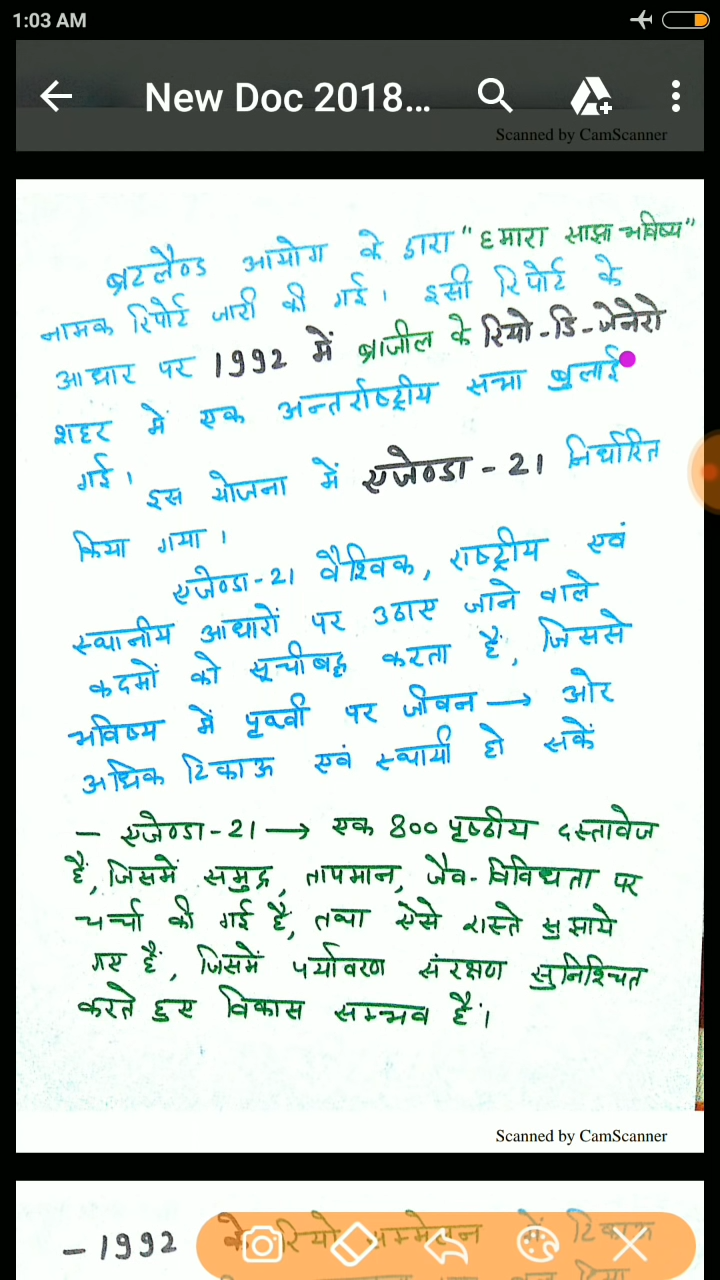 1:03 AM
New Doc 2018...
Scanned by CamScanner
ब्रटलैण्ड आयोग के द्वारा "हमारा साझा भविष्य"
नामक रिपोर्ट जारी की गई। इसी रिपोर्ट के
आधार पर 1992 में ब्राजील के रियो-डि-जेनेरो
शहर में एक अन्तर्राष्ट्रीय सभा बुलाई
गई।
इस योजना में एजेण्डा-21 निर्धारित
किया गया।
एजेण्डा-21 वैश्विक, राष्ट्रीय एवं
स्थानीय आधारों पर उठाए जाने वाले
कदमों को सूचीबद्ध करता है, जिससे
भविष्य में पृथ्वी पर जीवन → ओर
अधिक टिकाऊ एवं स्थायी हो सकें
- एजेण्डा-21 → एक 800 पृष्ठीय दस्तावेज
है, जिसमें समुद्र, तापमान, जैव-विविधता पर
चर्चा की गई है, तथा ऐसे रास्ते सुझाये
गए है, जिसमें पर्यावरण संरक्षण सुनिश्चित
करते हुए विकास सम्भव है।
Scanned by CamScanner
- 1992 के रियो सम्मेलन में टिकाऊ